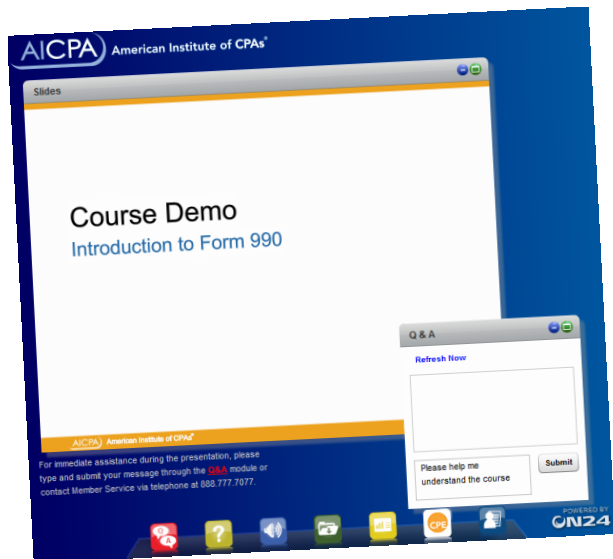 AICPA American Institute of CPAs®
Slides
Course Demo
Introduction to Form 990
AICPA American Institute of CPAs®
Q & A
Refresh Now
Please help me
understand the course
Submit
For immediate assistance during the presentation, please
type and submit your message through the Q&A module or
contact Member Service via telephone at 888.777.7077.
Q A
?
CPE
POWERED BY
ON24